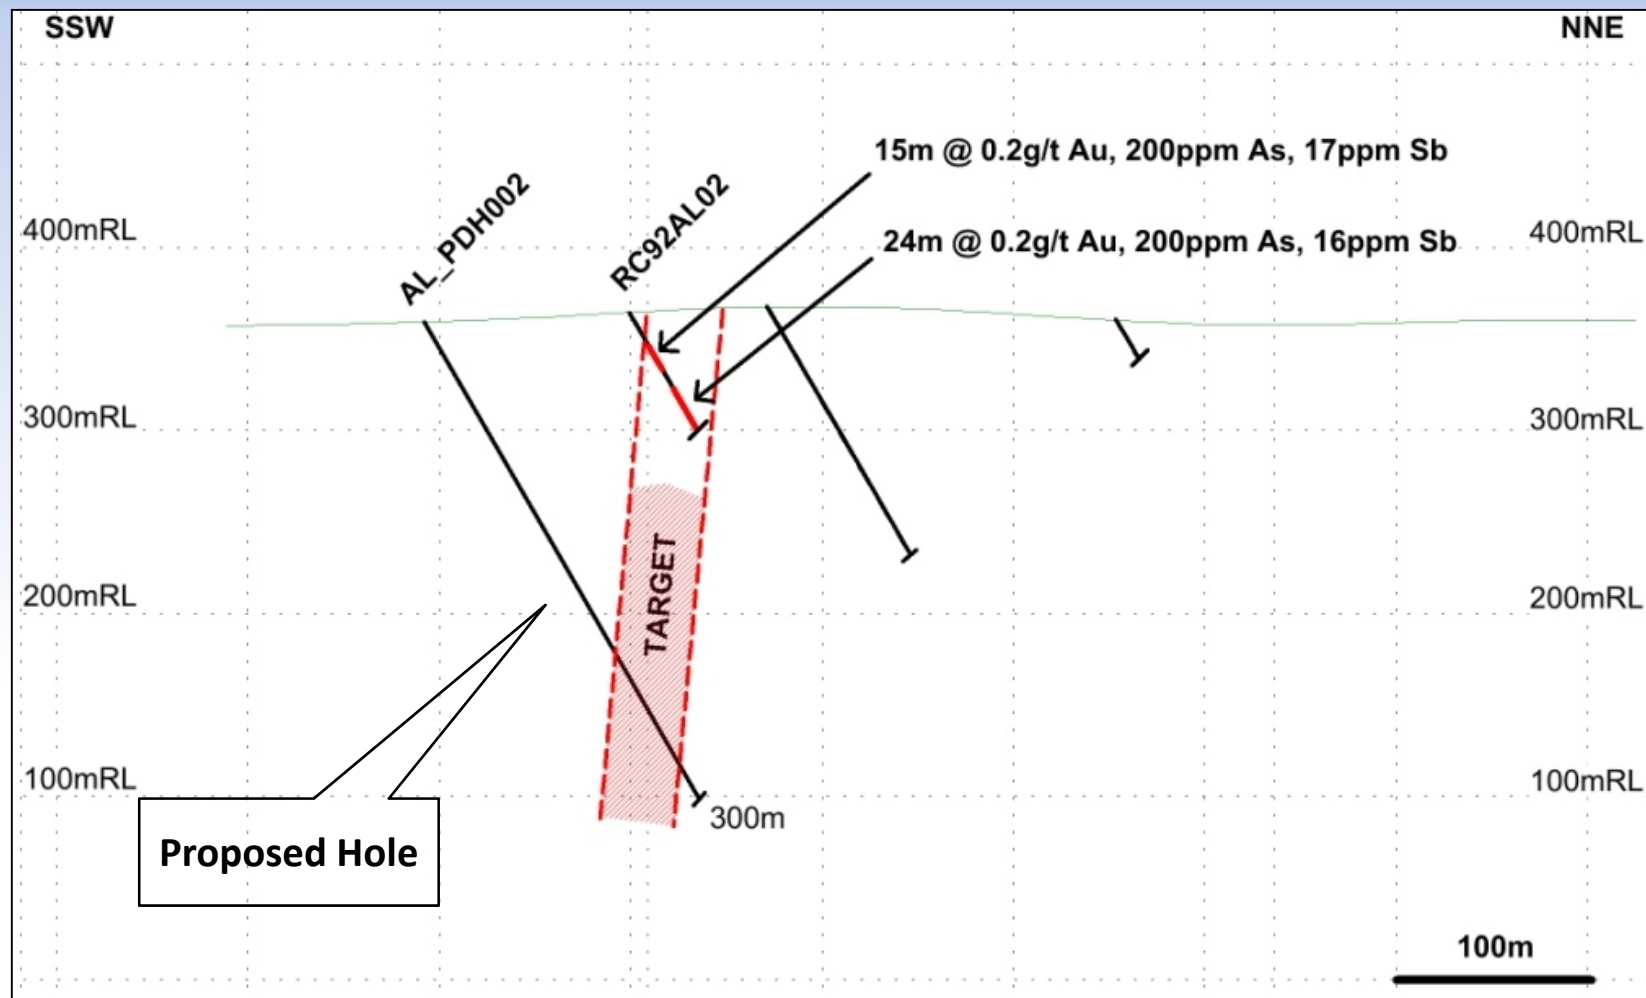 SSW
NNE
15m @ 0.2g/t Au, 200ppm As, 17ppm Sb
AL_PDH002
RC92AL02
400mRL
24m @ 0.2g/t Au, 200ppm As, 16ppm Sb
400mRL
300mRL
300mRL
TARGET
200mRL
200mRL
100mRL
100mRL
300m
Proposed Hole
100m